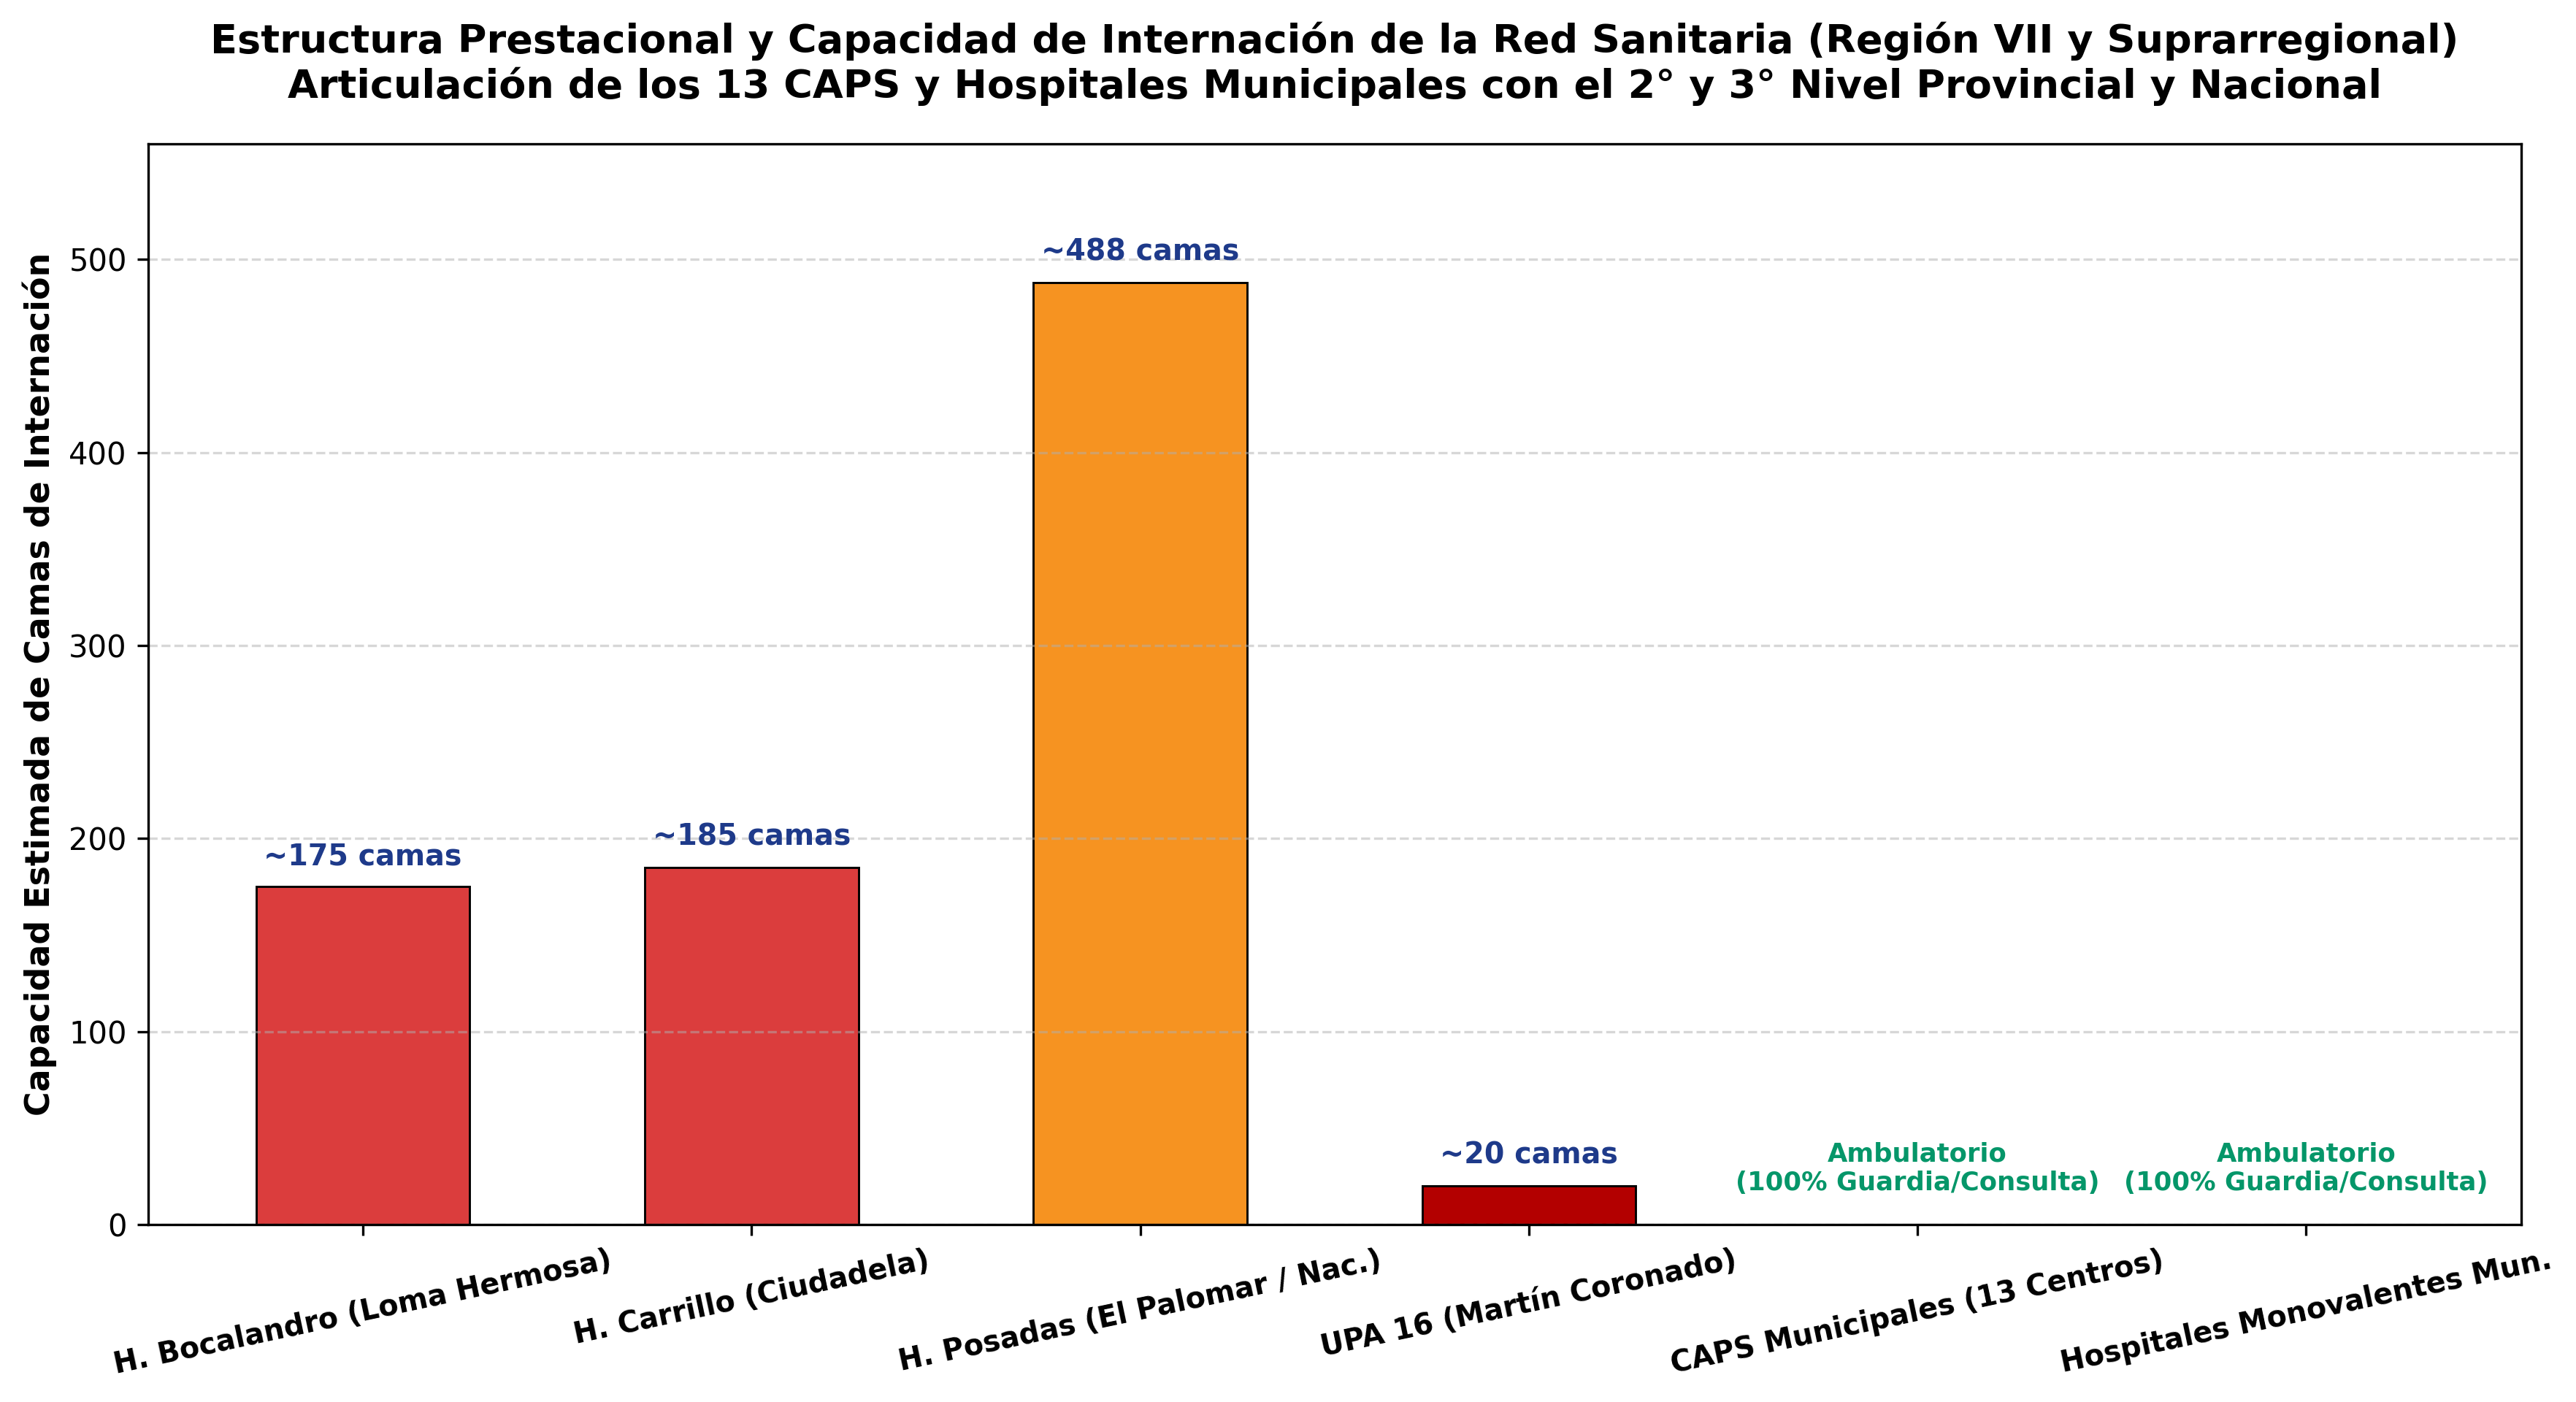 Estructura Prestacional y Capacidad de Internación de la Red Sanitaria (Región VII y Suprarregional)
Articulación de los 13 CAPS y Hospitales Municipales con el 2° y 3° Nivel Provincial y Nacional
Capacidad Estimada de Camas de Internación
500
400
300
200
100
0
~175 camas
~185 camas
~488 camas
~20 camas
Ambulatorio
(100% Guardia/Consulta)
Ambulatorio
(100% Guardia/Consulta)
H. Bocalandro (Loma Hermosa)
H. Carrillo (Ciudadela)
H. Posadas (El Palomar / Nac.)
UPA 16 (Martín Coronado)
CAPS Municipales (13 Centros)
Hospitales Monovalentes Mun.